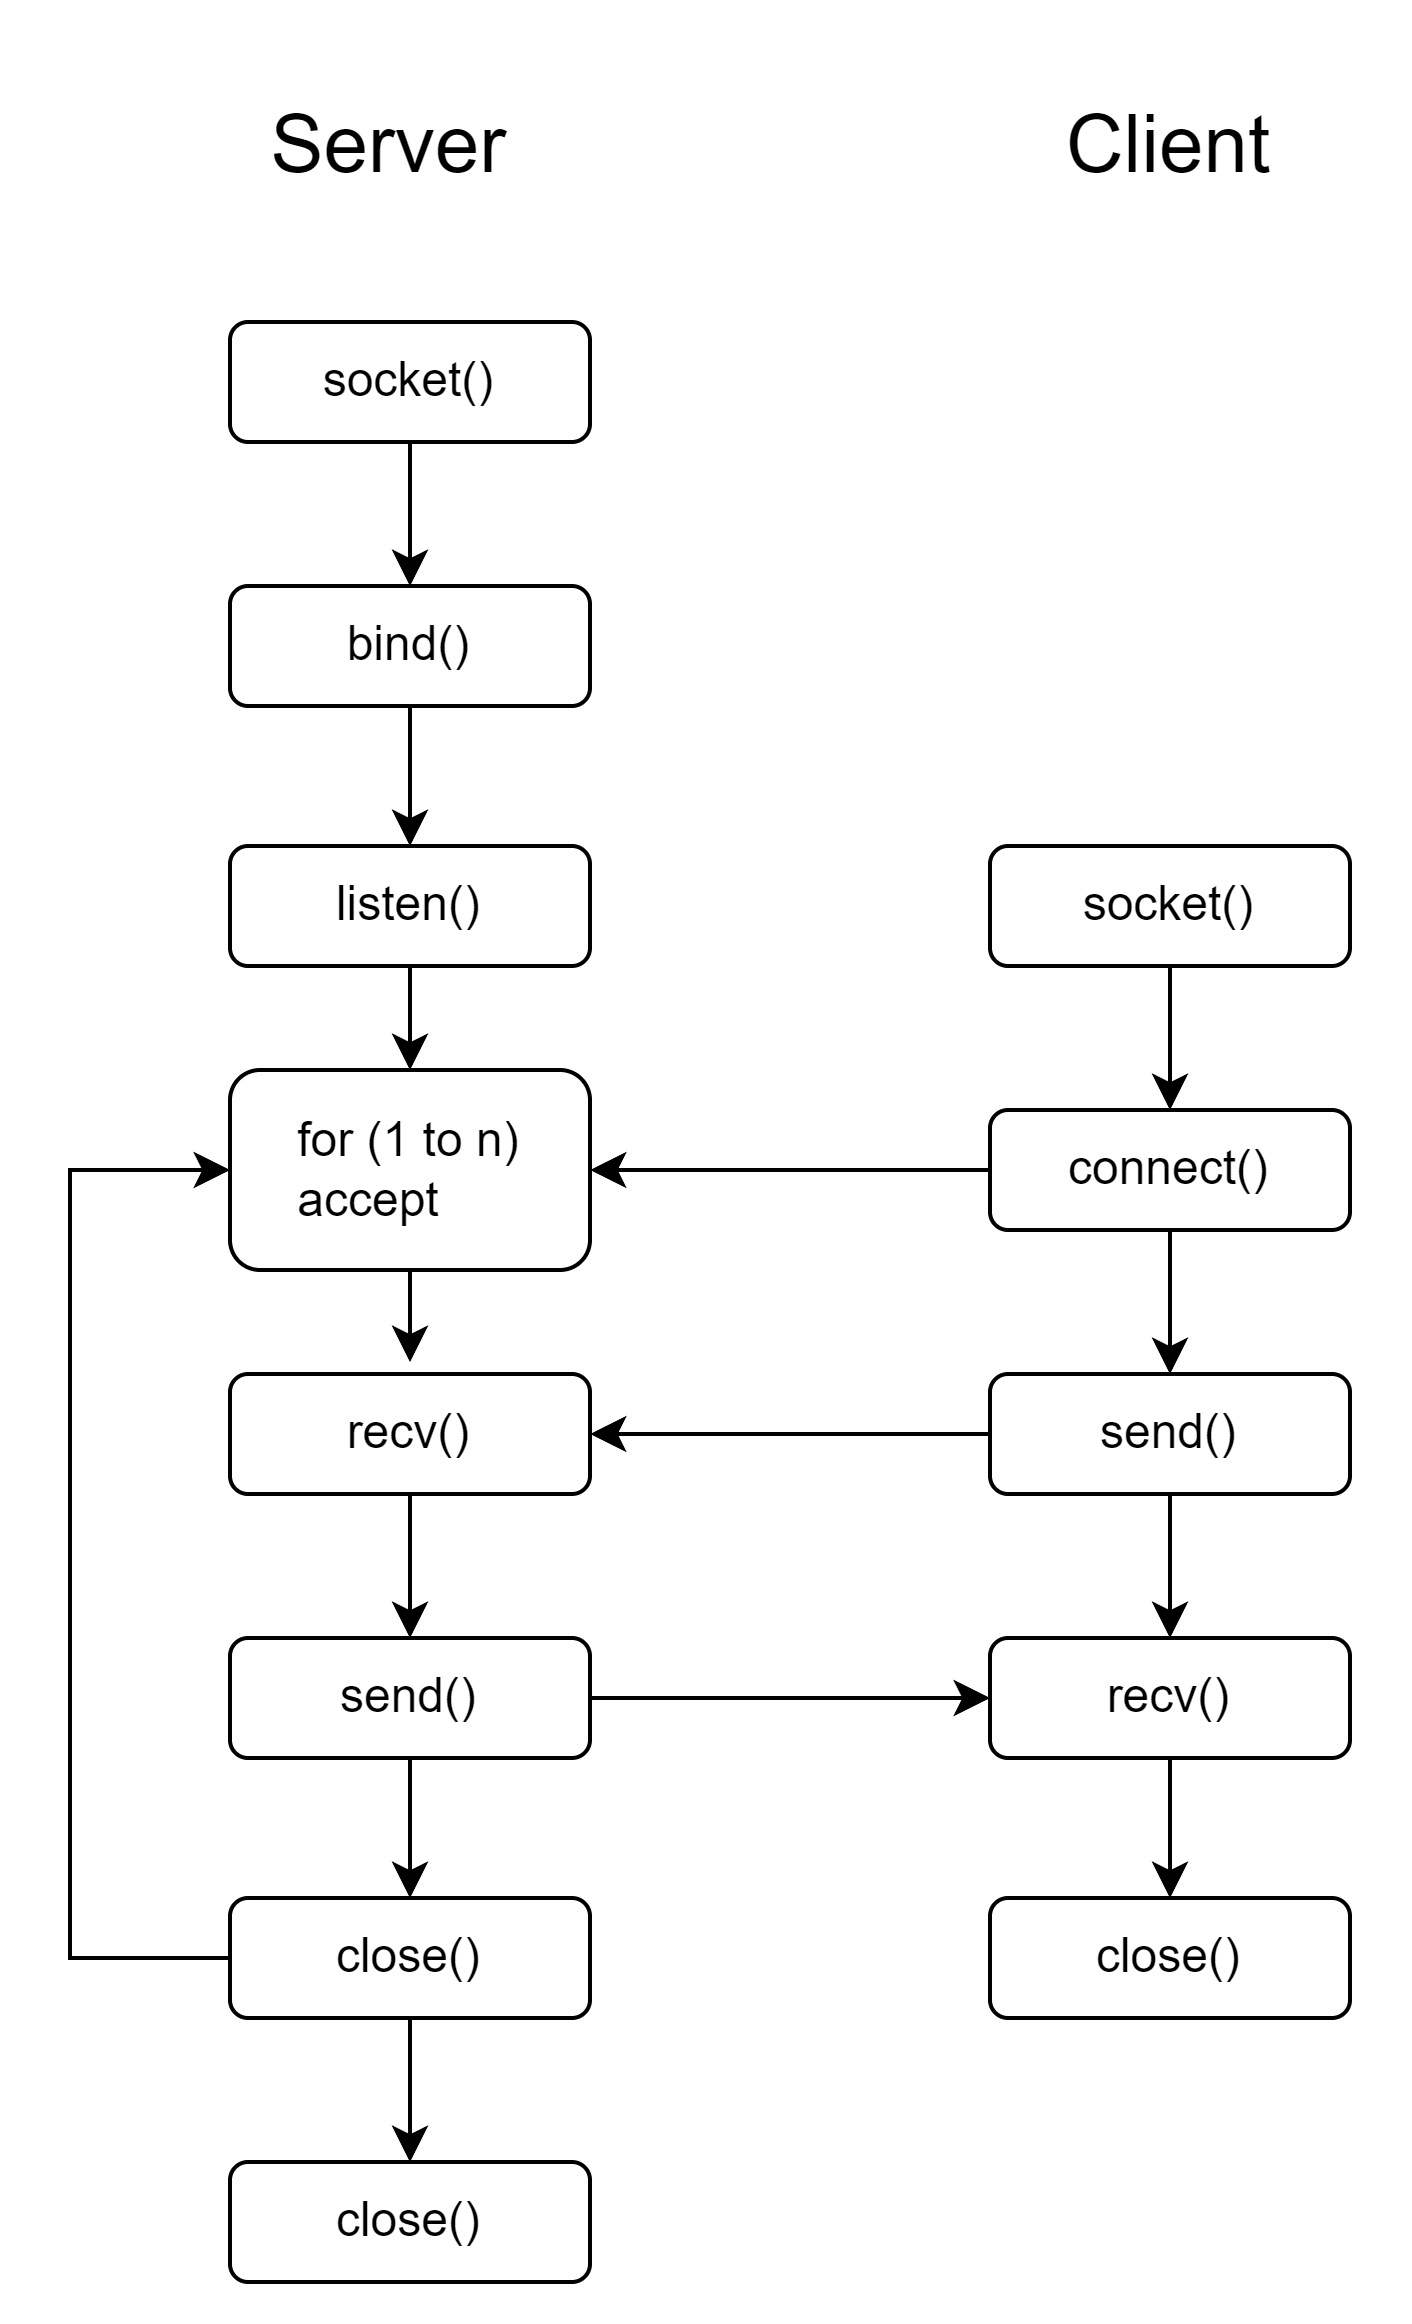 Server
Client
socket()
bind()
listen()
for (1 to n)
accept
recv()
send()
close()
close()
socket()
connect()
send()
recv()
close()